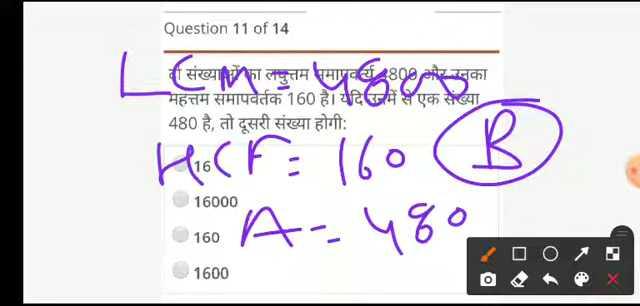 Question 11 of 14
दो संख्याओं का लघुत्तम समापवर्त्य 4800 और उनका
महत्तम समापवर्तक 160 है। यदि उनमें से एक संख्या
480 है, तो दूसरी संख्या होगी:
LCM = 4800
HCF = 160
B
A = 480
16
16000
160
1600